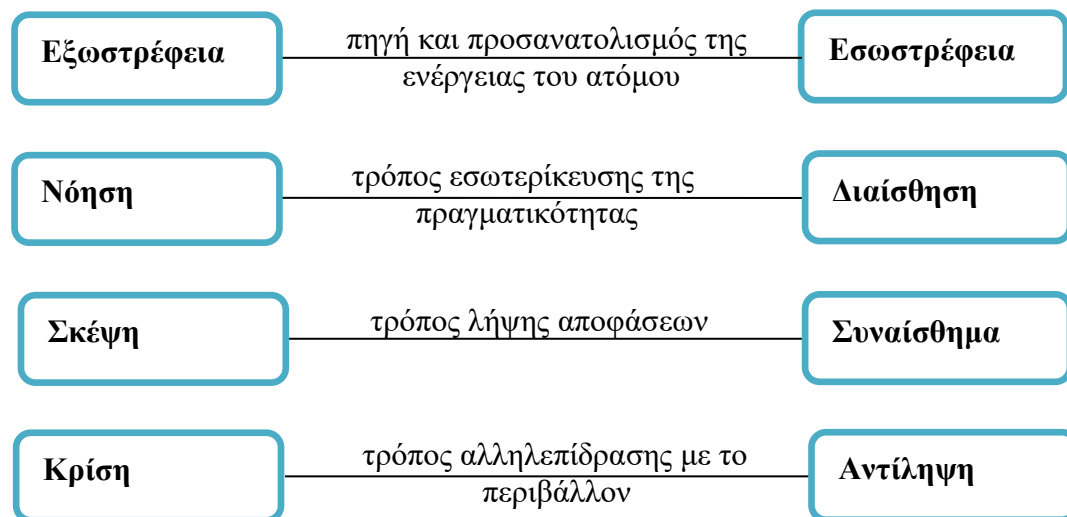 Εξωστρέφεια
πηγή και προσανατολισμός της
ενέργειας του ατόμου
Εσωστρέφεια
Νόηση
τρόπος εσωτερίκευσης της
πραγματικότητας
Διαίσθηση
Σκέψη
τρόπος λήψης αποφάσεων
Συναίσθημα
Κρίση
τρόπος αλληλεπίδρασης με το
περιβάλλον
Αντίληψη